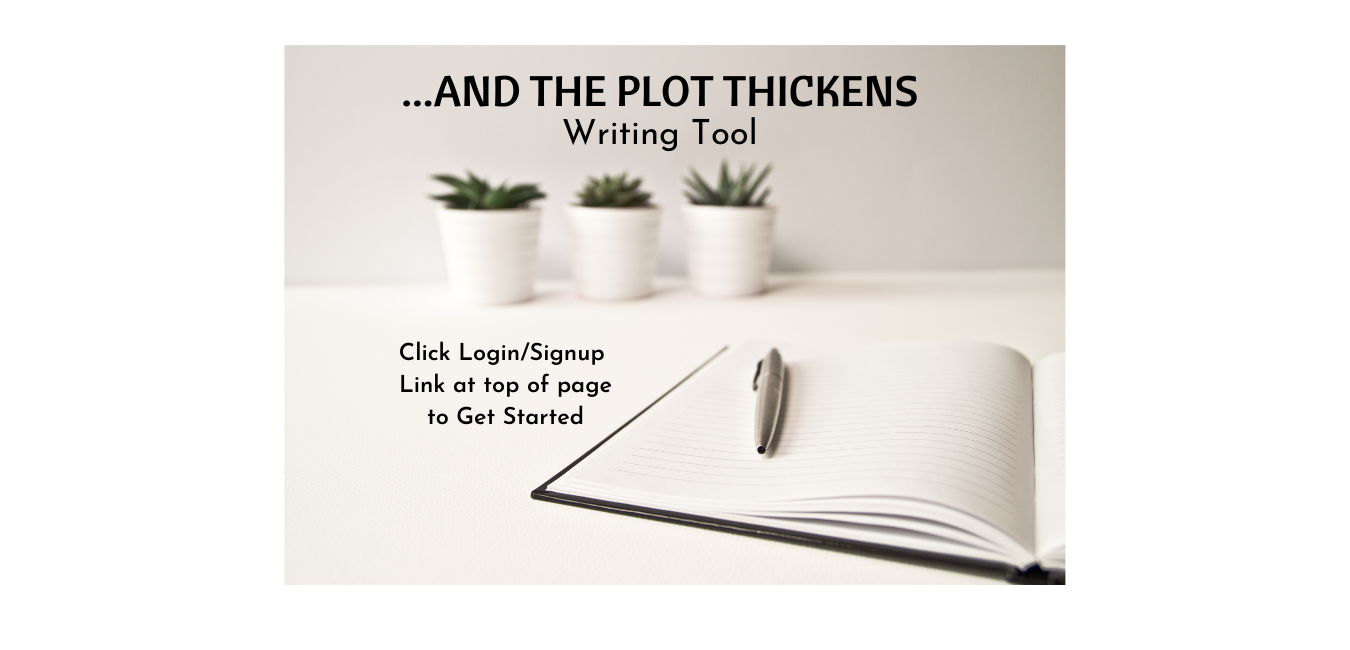 ...AND THE PLOT THICKENS
Writing Tool
Click Login/Signup
Link at top of page
to Get Started